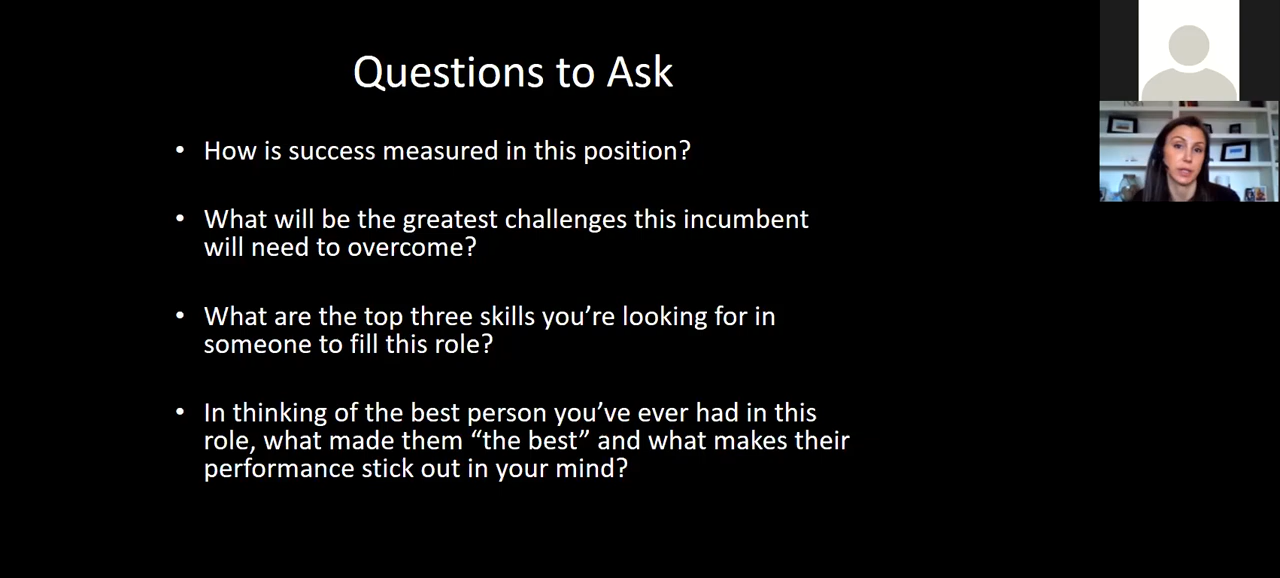 Questions to Ask
• How is success measured in this position?
• What will be the greatest challenges this incumbent
will need to overcome?
• What are the top three skills you’re looking for in
someone to fill this role?
• In thinking of the best person you’ve ever had in this
role, what made them “the best” and what makes their
performance stick out in your mind?